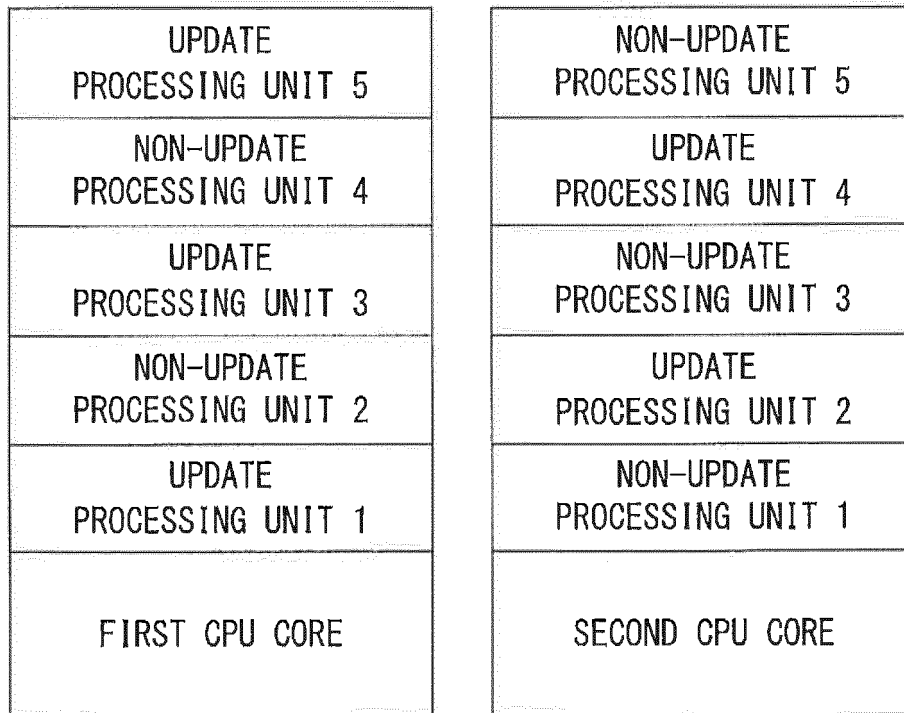 UPDATE
PROCESSING UNIT 5
NON-UPDATE
PROCESSING UNIT 4
UPDATE
PROCESSING UNIT 3
NON-UPDATE
PROCESSING UNIT 2
UPDATE
PROCESSING UNIT 1
FIRST CPU CORE
NON-UPDATE
PROCESSING UNIT 5
UPDATE
PROCESSING UNIT 4
NON-UPDATE
PROCESSING UNIT 3
UPDATE
PROCESSING UNIT 2
NON-UPDATE
PROCESSING UNIT 1
SECOND CPU CORE